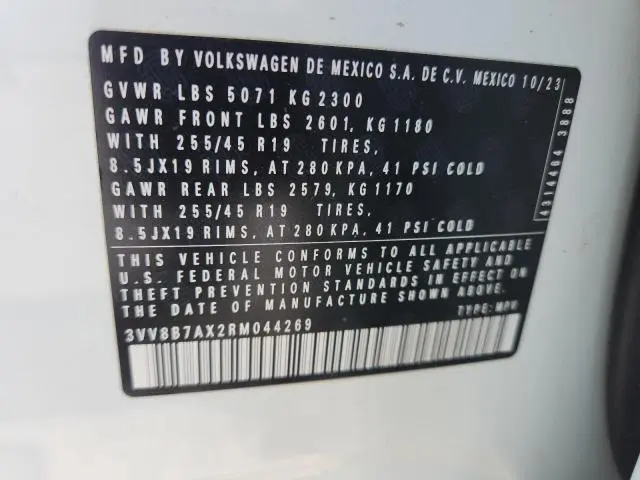 MFD BY VOLKSWAGEN DE MEXICO S.A. DE C.V. MEXICO 10/23
GVWR LBS 5071 KG 2300
GAWR FRONT LBS 2601, KG 1180
WITH 255/45 R19 TIRES,
8.5JX19 RIMS, AT 280 KPA, 41 PSI COLD
GAWR REAR LBS 2579, KG 1170
WITH 255/45 R19 TIRES,
8.5JX19 RIMS, AT 280 KPA, 41 PSI COLD
THIS VEHICLE CONFORMS TO ALL APPLICABLE
U.S. FEDERAL MOTOR VEHICLE SAFETY AND
THEFT PREVENTION STANDARDS IN EFFECT ON
THE DATE OF MANUFACTURE SHOWN ABOVE.
3VV8B7AX2RM044269 TYPE: MPV
4314404 3888